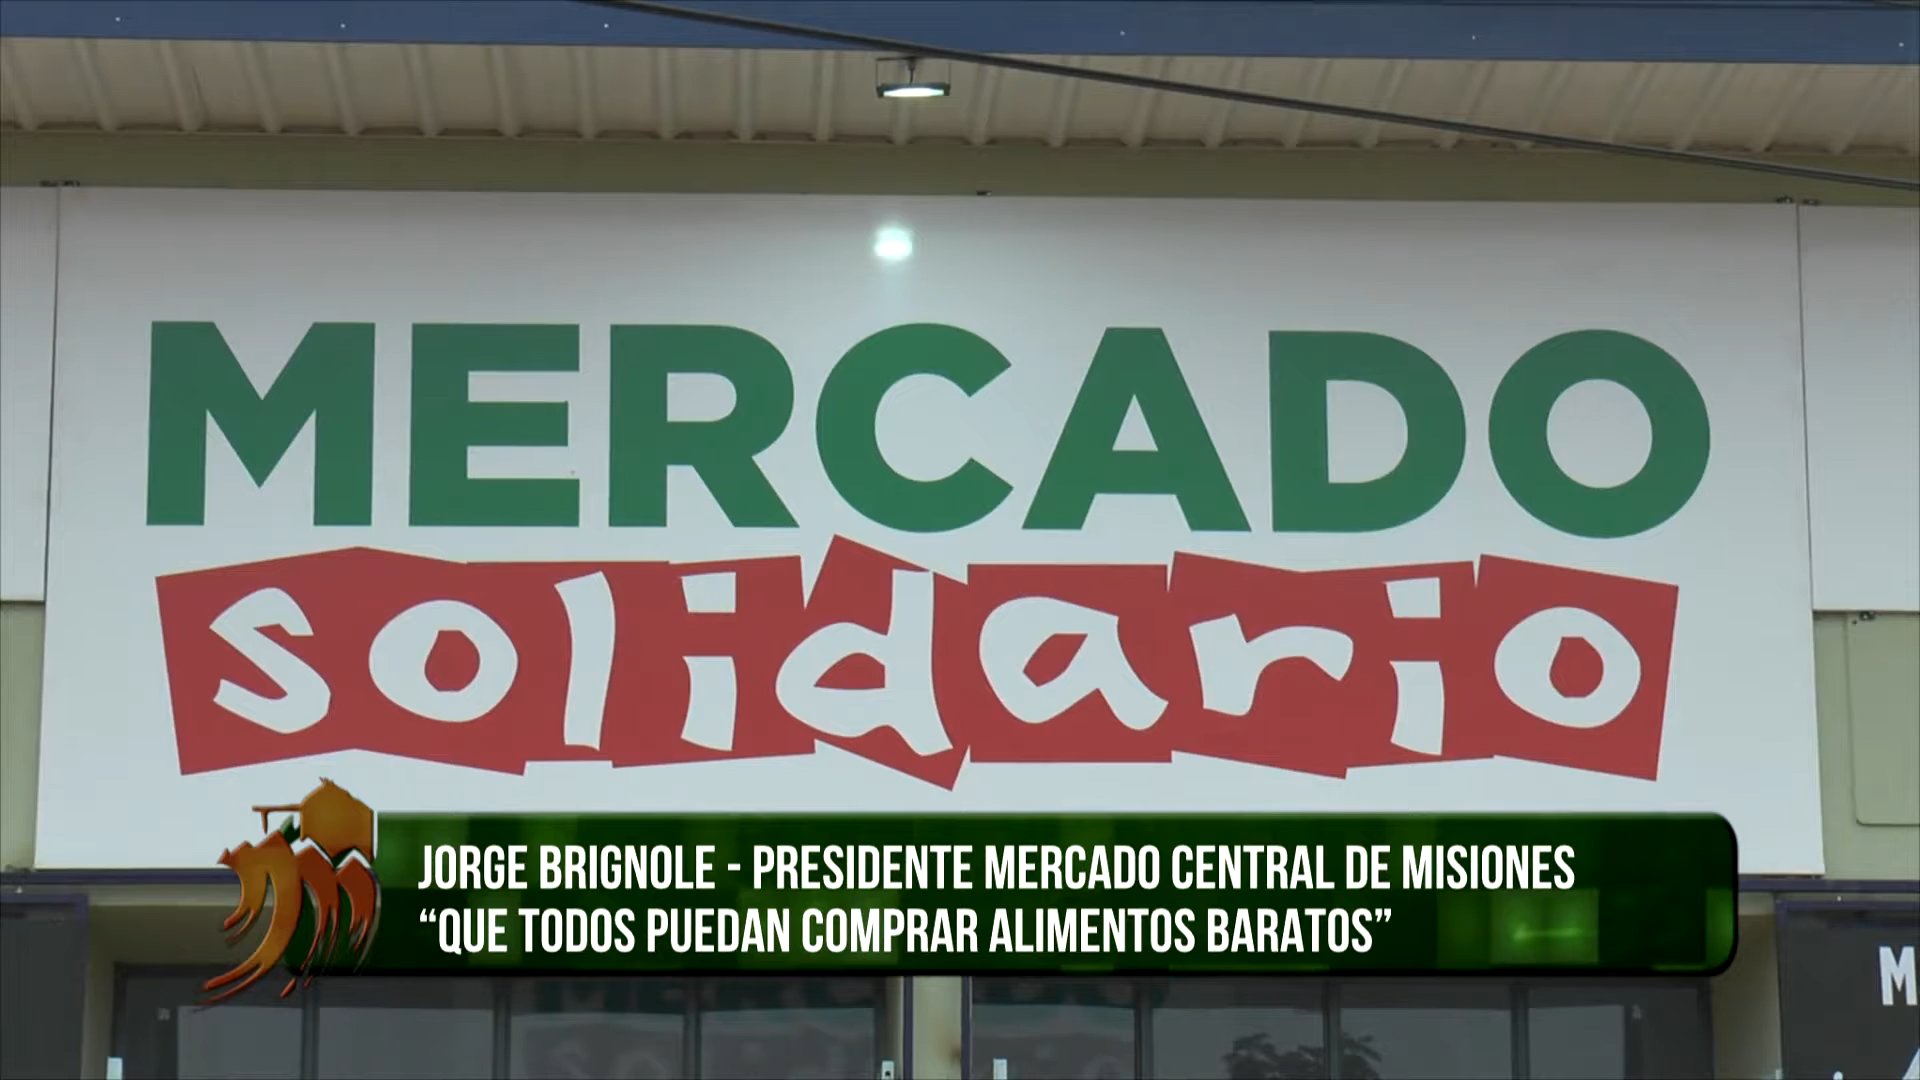 MERCADO
solidario
JORGE BRIGNOLE - PRESIDENTE MERCADO CENTRAL DE MISIONES
“QUE TODOS PUEDAN COMPRAR ALIMENTOS BARATOS”
M